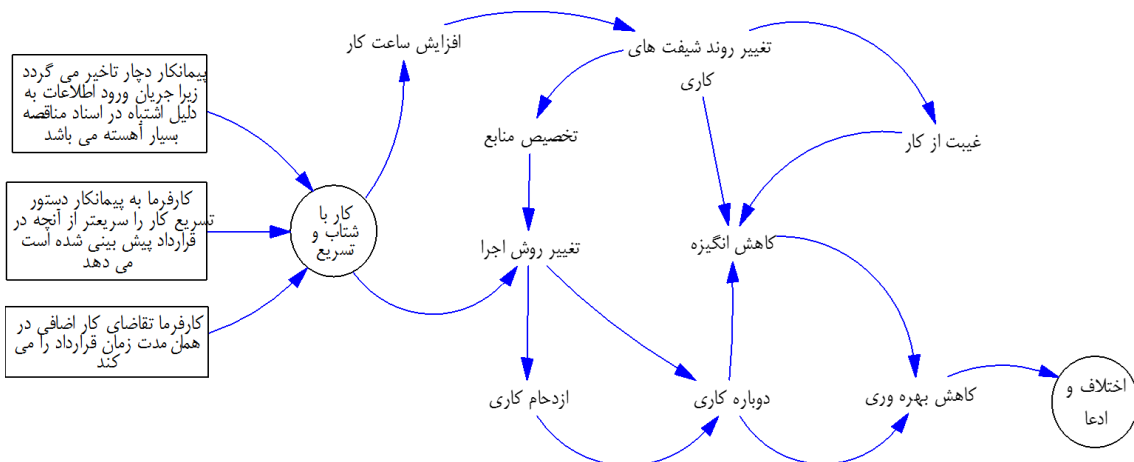 پیمانکار دچار تاخیر می گردد
زیرا جریان ورود اطلاعات به
دلیل اشتباه در اسناد مناقصه
بسیار آهسته می باشد
کارفرما به پیمانکار دستور
تسریع کار را سریعتر از آنچه در
قرارداد پیش بینی شده است
می دهد
کارفرما تقاضای کار اضافی در
همان مدت زمان قرارداد را می
کند
کار با
شتاب و
تسریع
افزایش ساعت کار
تغییر روند شیفت های
کاری
تخصیص منابع
غیبت از کار
تغییر روش اجرا
کاهش انگیزه
ازدحام کاری
دوباره کاری
کاهش بهره وری
اختلاف و
ادعا